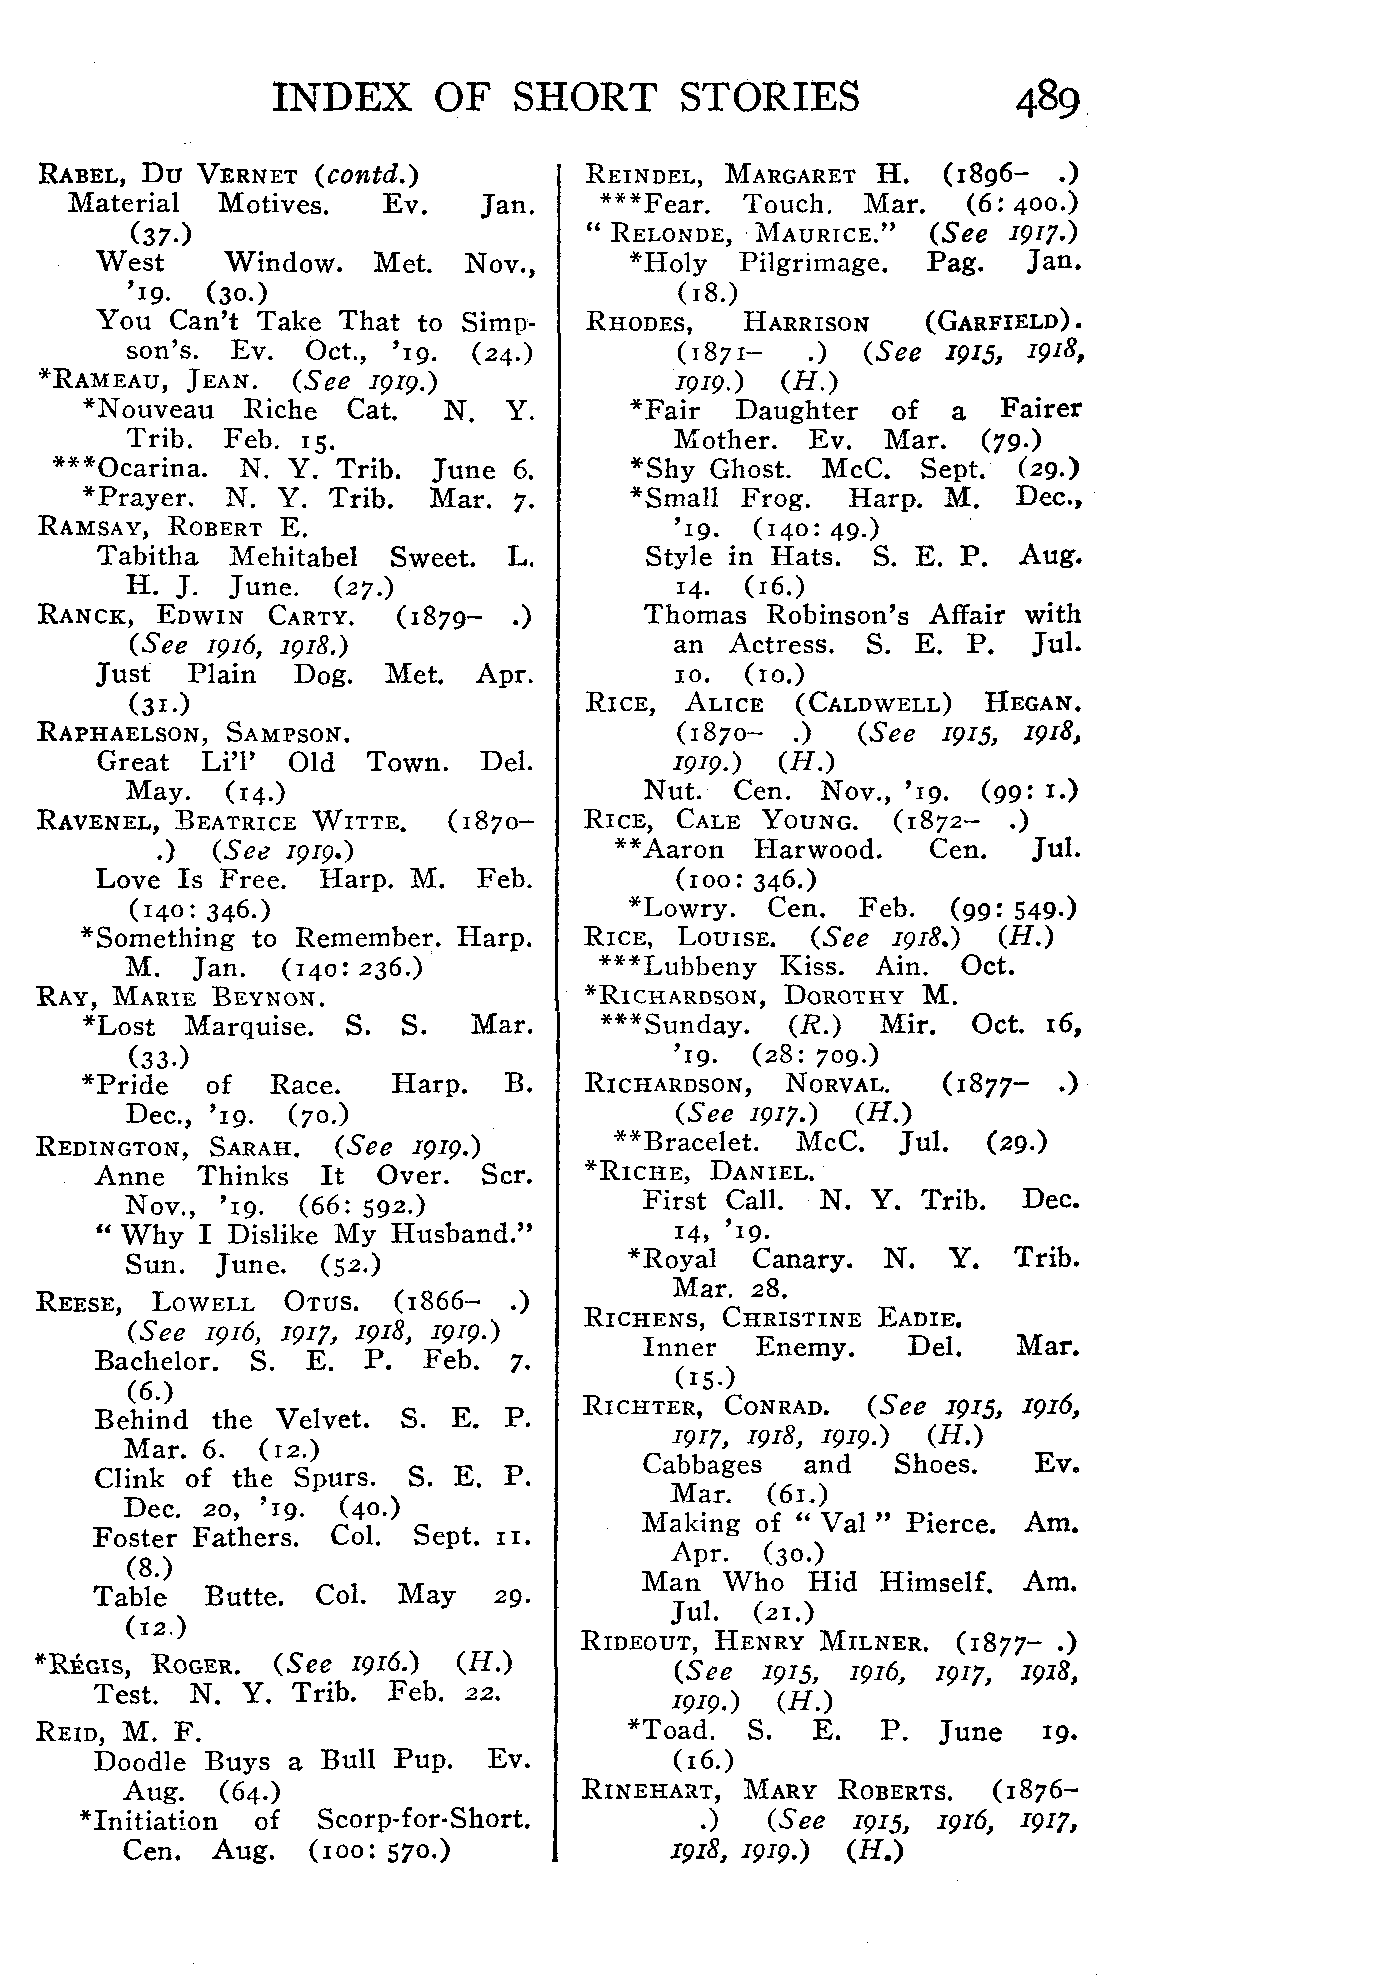 INDEX OF SHORT STORIES 489
RABEL, DU VERNET (contd.)
Material Motives. Ev. Jan.
(37.)
West Window. Met. Nov.,
'19. (30.)
You Can't Take That to Simp-
son's. Ev. Oct., '19. (24.)
*RAMEAU, JEAN. (See 1919.)
*Nouveau Riche Cat. N. Y.
Trib. Feb. 15.
***Ocarina. N. Y. Trib. June 6.
*Prayer. N. Y. Trib. Mar. 7.
RAMSAY, ROBERT E.
Tabitha Mehitabel Sweet. L.
H. J. June. (27.)
RANCK, EDWIN CARTY. (1879- .)
(See 1916, 1918.)
Just Plain Dog. Met. Apr.
(31.)
RAPHAELSON, SAMPSON.
Great Li'l' Old Town. Del.
May. (14.)
RAVENEL, BEATRICE WITTE. (1870-
.) (See 1919.)
Love Is Free. Harp. M. Feb.
(140: 346.)
*Something to Remember. Harp.
M. Jan. (140: 236.)
RAY, MARIE BEYNON.
*Lost Marquise. S. S. Mar.
(33.)
*Pride of Race. Harp. B.
Dec., '19. (70.)
REDINGTON, SARAH. (See 1919.)
Anne Thinks It Over. Scr.
Nov., '19. (66: 592.)
"Why I Dislike My Husband."
Sun. June. (52.)
REESE, LOWELL OTUS. (1866- .)
(See 1916, 1917, 1918, 1919.)
Bachelor. S. E. P. Feb. 7.
(6.)
Behind the Velvet. S. E. P.
Mar. 6. (12.)
Clink of the Spurs. S. E. P.
Dec. 20, '19. (40.)
Foster Fathers. Col. Sept. 11.
(8.)
Table Butte. Col. May 29.
(12.)
*RÉGIS, ROGER. (See 1916.) (H.)
Test. N. Y. Trib. Feb. 22.
REID, M. F.
Doodle Buys a Bull Pup. Ev.
Aug. (64.)
*Initiation of Scorp-for-Short.
Cen. Aug. (100: 570.)
REINDEL, MARGARET H. (1896- .)
***Fear. Touch. Mar. (6: 400.)
"RELONDE, MAURICE." (See 1917.)
*Holy Pilgrimage. Pag. Jan.
(18.)
RHODES, HARRISON (GARFIELD).
(1871- .) (See 1915, 1918,
1919.) (H.)
*Fair Daughter of a Fairer
Mother. Ev. Mar. (79.)
*Shy Ghost. McC. Sept. (29.)
*Small Frog. Harp. M. Dec.,
'19. (140: 49.)
Style in Hats. S. E. P. Aug.
14. (16.)
Thomas Robinson's Affair with
an Actress. S. E. P. Jul.
10. (10.)
RICE, ALICE (CALDWELL) HEGAN.
(1870- .) (See 1915, 1918,
1919.) (H.)
Nut. Cen. Nov., '19. (99: 1.)
RICE, CALE YOUNG. (1872- .)
**Aaron Harwood. Cen. Jul.
(100: 346.)
*Lowry. Cen. Feb. (99: 549.)
RICE, LOUISE. (See 1918.) (H.)
***Lubbeny Kiss. Ain. Oct.
*RICHARDSON, DOROTHY M.
***Sunday. (R.) Mir. Oct. 16,
'19. (28: 709.)
RICHARDSON, NORVAL. (1877- .)
(See 1917.) (H.)
**Bracelet. McC. Jul. (29.)
*RICHE, DANIEL.
First Call. N. Y. Trib. Dec.
14, '19.
*Royal Canary. N. Y. Trib.
Mar. 28.
RICHENS, CHRISTINE EADIE.
Inner Enemy. Del. Mar.
(15.)
RICHTER, CONRAD. (See 1915, 1916,
1917, 1918, 1919.) (H.)
Cabbages and Shoes. Ev.
Mar. (61.)
Making of "Val" Pierce. Am.
Apr. (30.)
Man Who Hid Himself. Am.
Jul. (21.)
RIDEOUT, HENRY MILNER. (1877- .)
(See 1915, 1916, 1917, 1918,
1919.) (H.)
*Toad. S. E. P. June 19.
(16.)
RINEHART, MARY ROBERTS. (1876-
.) (See 1915, 1916, 1917,
1918, 1919.) (H.)